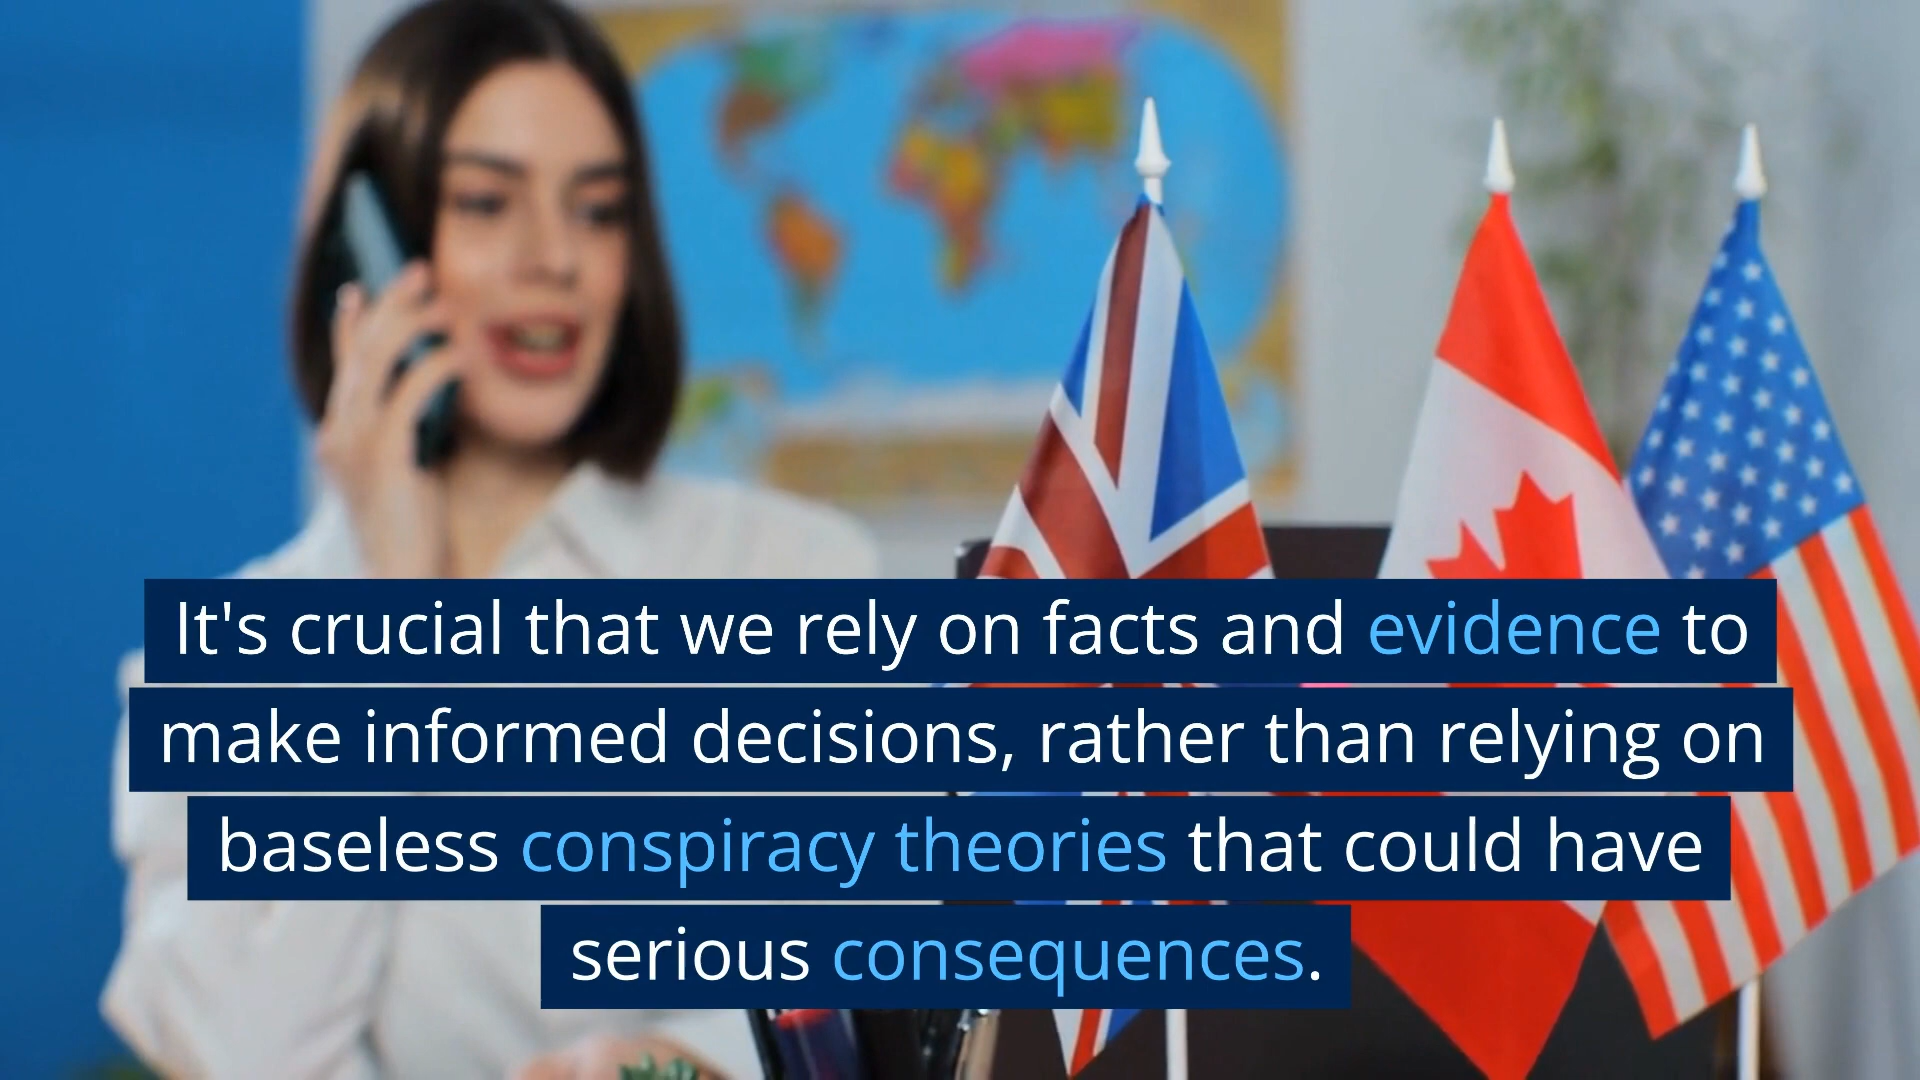 It's crucial that we rely on facts and evidence to
make informed decisions, rather than relying on
baseless conspiracy theories that could have
serious consequences.